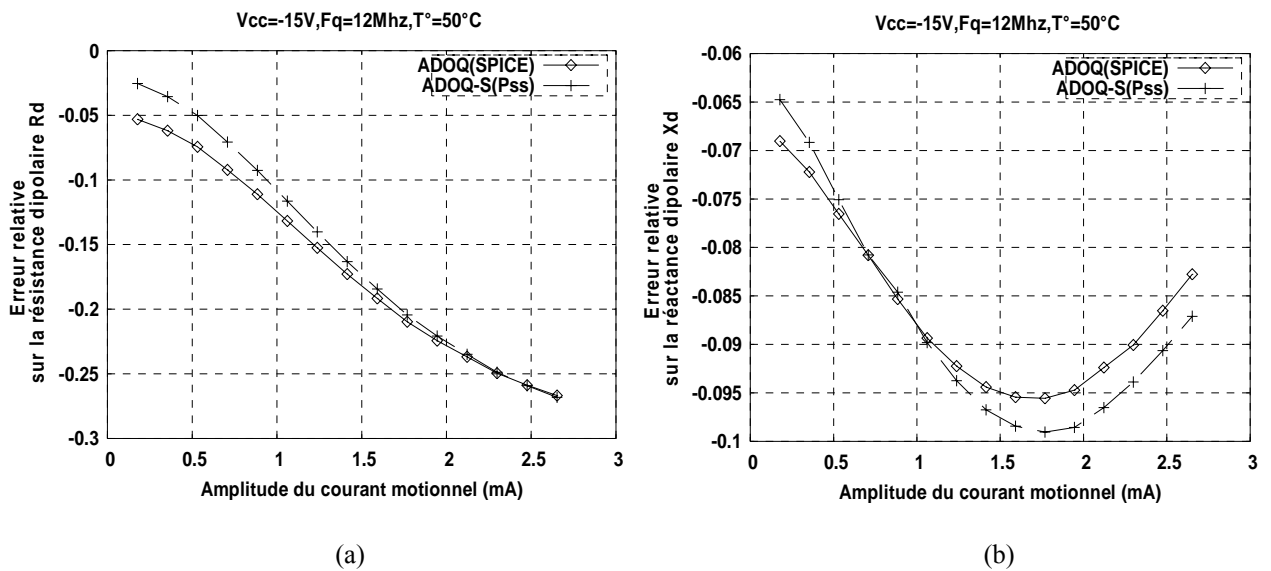 Vcc=-15V,Fq=12Mhz,T°=50°C
ADOQ(SPICE)
ADOQ-S(Pss)
0
-0.05
-0.1
-0.15
-0.2
-0.25
-0.3
Erreur relative
sur la résistance dipolaire Rd
0 0.5 1 1.5 2 2.5 3
Amplitude du courant motionnel (mA)
(a)
Vcc=-15V,Fq=12Mhz,T°=50°C
ADOQ(SPICE)
ADOQ-S(Pss)
-0.06
-0.065
-0.07
-0.075
-0.08
-0.085
-0.09
-0.095
-0.1
Erreur relative
sur la réactance dipolaire Xd
0 0.5 1 1.5 2 2.5 3
Amplitude du courant motionnel (mA)
(b)